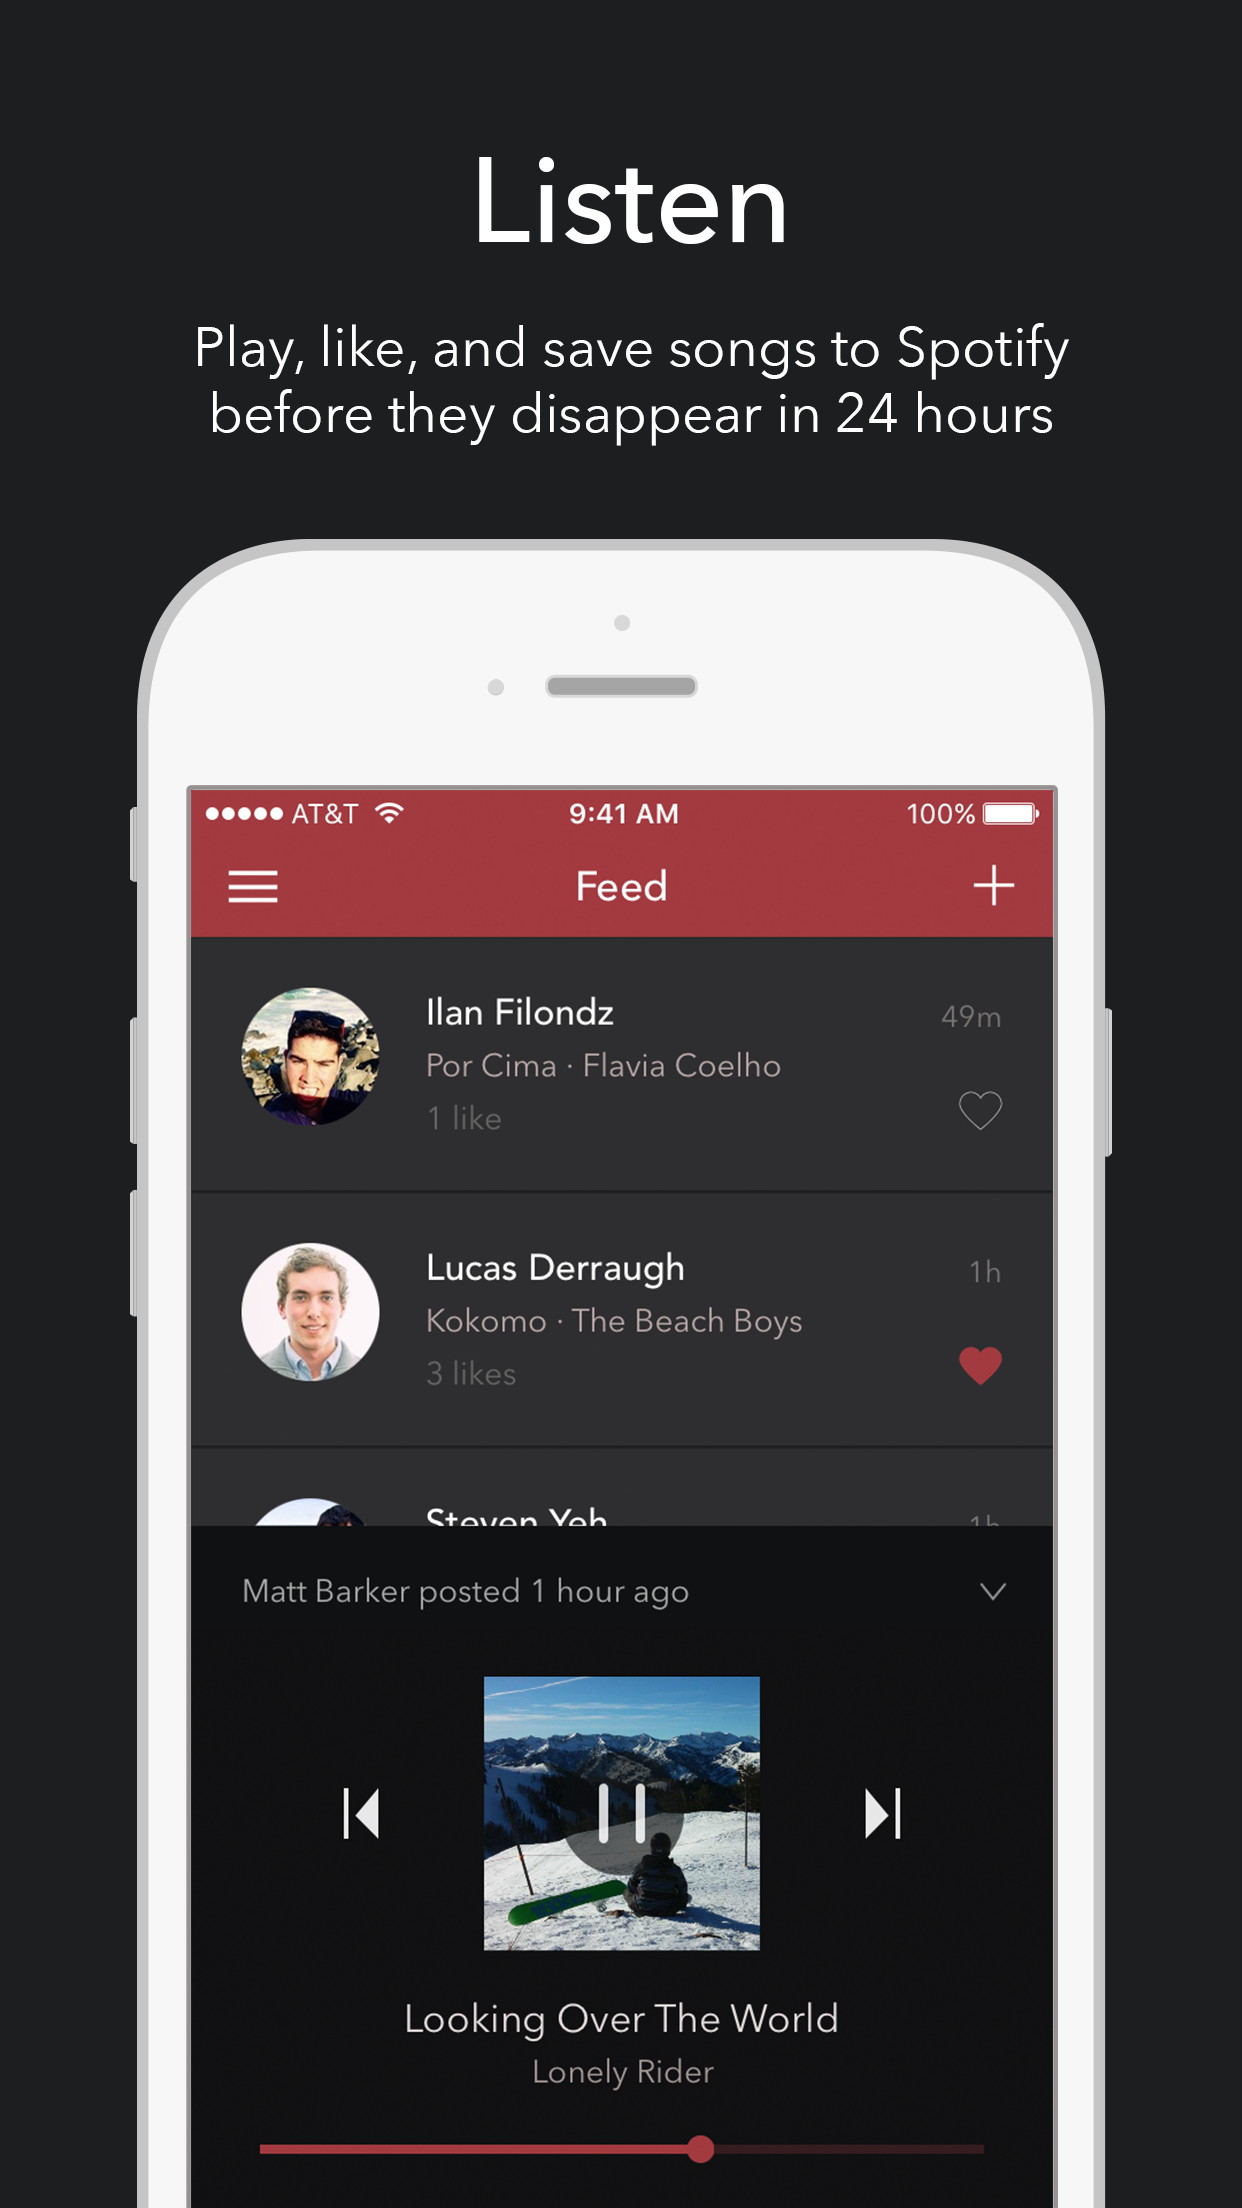 Listen
Play, like, and save songs to Spotify
before they disappear in 24 hours
AT&T 9:41 AM 100%
Feed
Ilan Filondz 49m
Por Cima · Flavia Coelho
1 like
Lucas Derraugh 1h
Kokomo · The Beach Boys
3 likes
Steven Yeh 1h
Matt Barker posted 1 hour ago
Looking Over The World
Lonely Rider